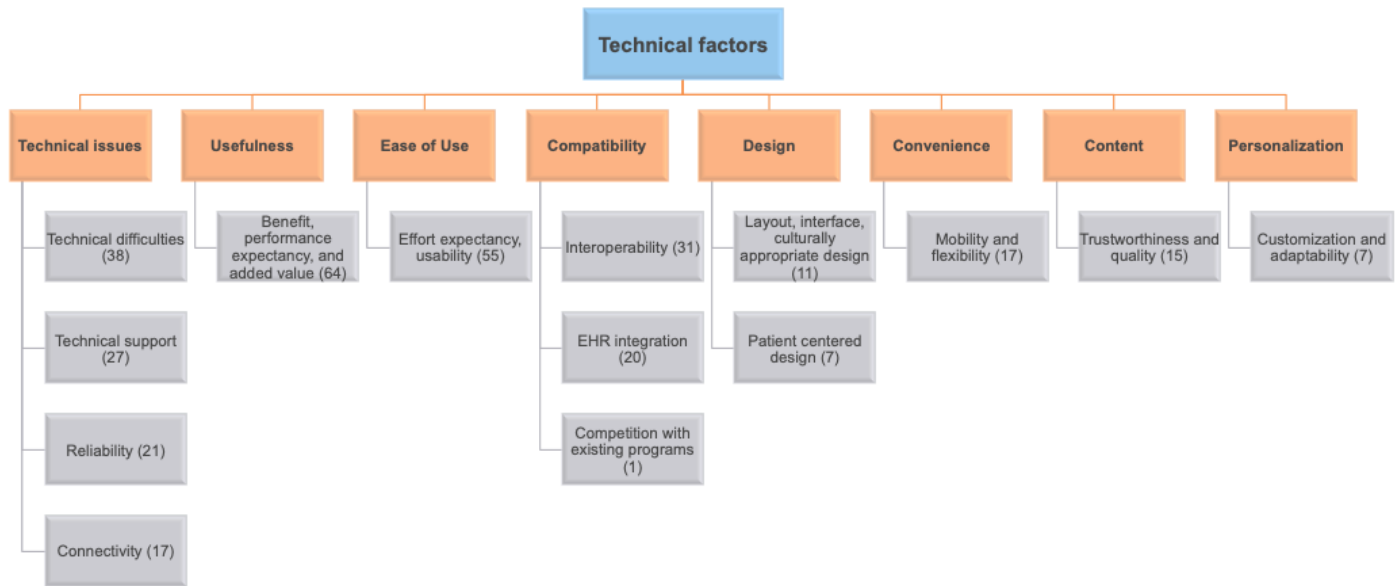 Technical factors
Technical issues
Usefulness
Ease of Use
Compatibility
Design
Convenience
Content
Personalization
Technical difficulties
(38)
Benefit,
performance
expectancy, and
added value (64)
Effort expectancy,
usability (55)
Interoperability (31)
Layout, interface,
culturally
appropriate design
(11)
Mobility and
flexibility (17)
Trustworthiness and
quality (15)
Customization and
adaptability (7)
Technical support
(27)
EHR integration
(20)
Patient centered
design (7)
Reliability (21)
Competition with
existing programs
(1)
Connectivity (17)